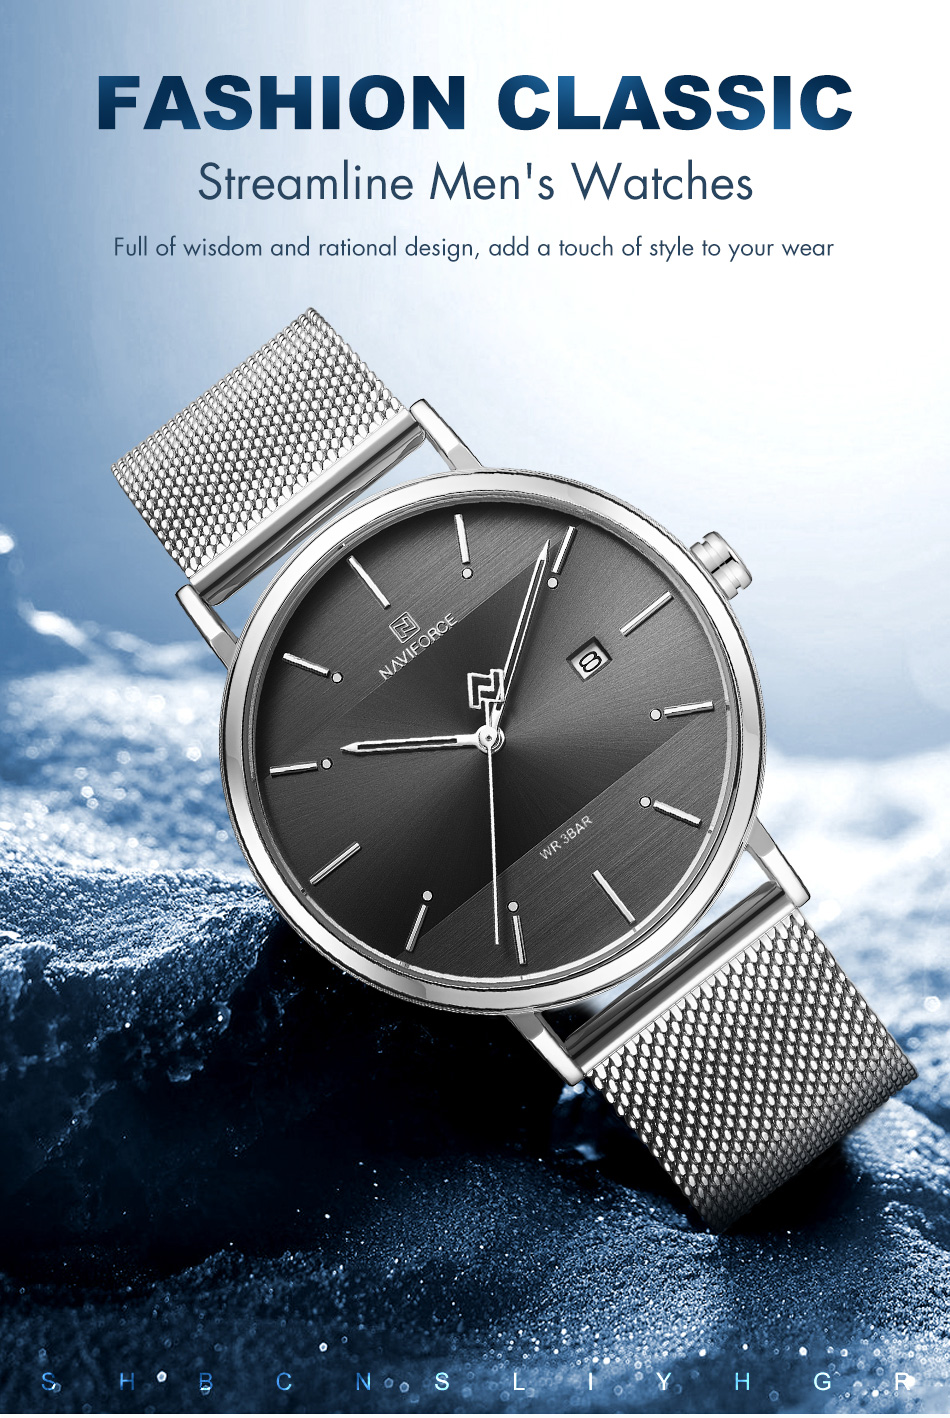 FASHION CLASSIC
Streamline Men's Watches
Full of wisdom and rational design, add a touch of style to your wear
NAVIFORCE
8
WR 3BAR
S H B C N S L I Y H G R